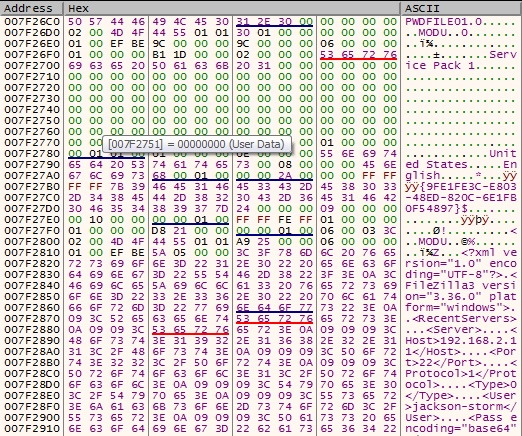 Address Hex ASCII
007F26C0 50 57 44 46 49 4C 45 30 31 2E 30 00 00 00 00 00 PWDFILE01.0.....
007F26D0 02 00 4D 4F 44 55 01 01 30 01 00 00 00 00 00 00 ..MODU..0.......
007F26E0 01 00 EF BE 9C 00 00 00 9C 00 00 00 06 00 00 00
007F26F0 01 00 00 00 B1 1D 00 00 02 00 00 00 53 65 72 76 ....±.......Serv
007F2700 69 63 65 20 50 61 63 6B 20 31 00 00 00 00 00 00 ice Pack 1......
007F2710 00 00 00 00 00 00 00 00 00 00 00 00 00 00 00 00 ................
007F2720 00 00 00 00 00 00 00 00 00 00 00 00 00 00 00 00 ................
007F2730 00 00 00 00 00 00 00 00 00 00 00 00 00 00 00 00 ................
007F2740 00 00 00 00 00 00 00 00 00 00 00 00 00 00 00 00 ................
007F2750 00 00 00 00 00 00 00 00 00 00 00 00 00 00 00 00 ................
007F2760 00 00 00 00 00 00 00 00 00 00 00 00 00 00 00 00 ................
007F2770 01 00 00 00 ................
[007F2751] = 00000000 (User Data)
007F2780 00 01 01 00 01 00 00 00 0E 00 00 00 55 6E 69 74 ............Unit
007F2790 65 64 20 53 74 61 74 65 73 00 08 00 00 00 45 6E ed States.....En
007F27A0 67 6C 69 73 68 00 01 00 00 00 2A 00 00 00 FF FF glish.....*...ÿÿ
007F27B0 FF FF 7B 39 46 45 31 46 45 33 43 2D 45 38 30 33 ÿÿ{9FE1FE3C-E803
007F27C0 2D 34 38 45 44 2D 38 32 30 43 2D 36 45 31 46 42 -48ED-820C-6E1FB
007F27D0 30 46 35 34 38 39 37 7D 24 00 00 00 09 00 00 00 0F54897}$.......
007F27E0 00 10 00 00 00 00 01 00 FF FF FE FF 01 00 00 00 ........ÿÿþÿ....
007F27F0 01 00 00 00 D8 21 00 00 00 00 01 00 06 00 03 3C ....Ø!.........<
007F2800 02 00 4D 4F 44 55 01 01 A9 25 00 00 00 00 00 00 ..MODU..©%......
007F2810 01 00 EF BE 5A 05 00 00 3C 3F 78 6D 6C 20 76 65
007F2820 72 73 69 6F 6E 3D 22 31 2E 30 22 20 65 6E 63 6F rsion="1.0" enco
007F2830 64 69 6E 67 3D 22 55 54 46 2D 38 22 3F 3E 0A 3C ding="UTF-8"?>.<
007F2840 46 69 6C 65 5A 69 6C 6C 61 33 20 76 65 72 73 69 FileZilla3 versi
007F2850 6F 6E 3D 22 33 2E 33 36 2E 30 22 20 70 6C 61 74 on="3.36.0" plat
007F2860 66 6F 72 6D 3D 22 77 69 6E 64 6F 77 73 22 3E 0A form="windows">.
007F2870 09 3C 52 65 63 65 6E 74 53 65 72 76 65 72 73 3E .<RecentServers>
007F2880 0A 09 09 3C 53 65 72 76 65 72 3E 0A 09 09 09 3C ...<Server>....<
007F2890 48 6F 73 74 3E 31 39 32 2E 31 36 38 2E 32 2E 31 Host>192.168.2.1
007F28A0 31 3C 2F 48 6F 73 74 3E 0A 09 09 09 3C 50 6F 72 1</Host>....<Por
007F28B0 74 3E 32 32 3C 2F 50 6F 72 74 3E 0A 09 09 09 3C t>22</Port>....<
007F28C0 50 72 6F 74 6F 63 6F 6C 3E 31 3C 2F 50 72 6F 74 Protocol>1</Prot
007F28D0 6F 63 6F 6C 3E 0A 09 09 09 3C 54 79 70 65 3E 30 ocol>....<Type>0
007F28E0 3C 2F 54 79 70 65 3E 0A 09 09 09 3C 55 73 65 72 </Type>....<User
007F28F0 3E 6A 61 63 6B 73 6F 6E 2D 73 74 6F 72 6D 3C 2F >jackson-storm</
007F2900 55 73 65 72 3E 0A 09 09 09 3C 50 61 73 73 20 65 User>....<Pass e
007F2910 6E 63 6F 64 69 6E 67 3D 22 62 61 73 65 36 34 22 ncoding="base64"